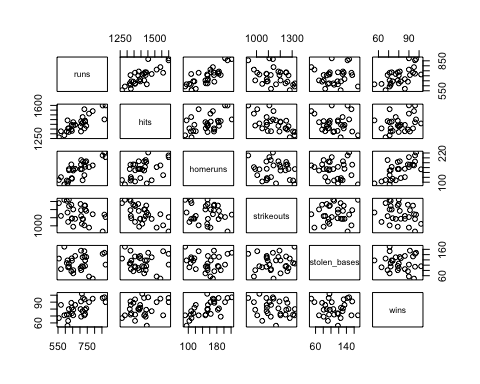 1250 1500 1000 1300 60 90
runs 550 850
1250 1600 hits
homeruns 100 220
1000 strikeouts
stolen_bases 60 160
60 90 wins
550 750 100 180 60 140